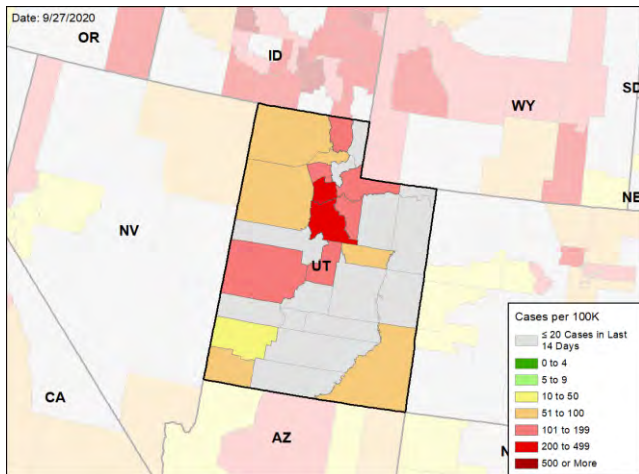 Date: 9/27/2020
OR
ID
WY
SD
NE
NV
UT
CA
AZ
N
Cases per 100K
≤ 20 Cases in Last
14 Days
0 to 4
5 to 9
10 to 50
51 to 100
101 to 199
200 to 499
500 or More